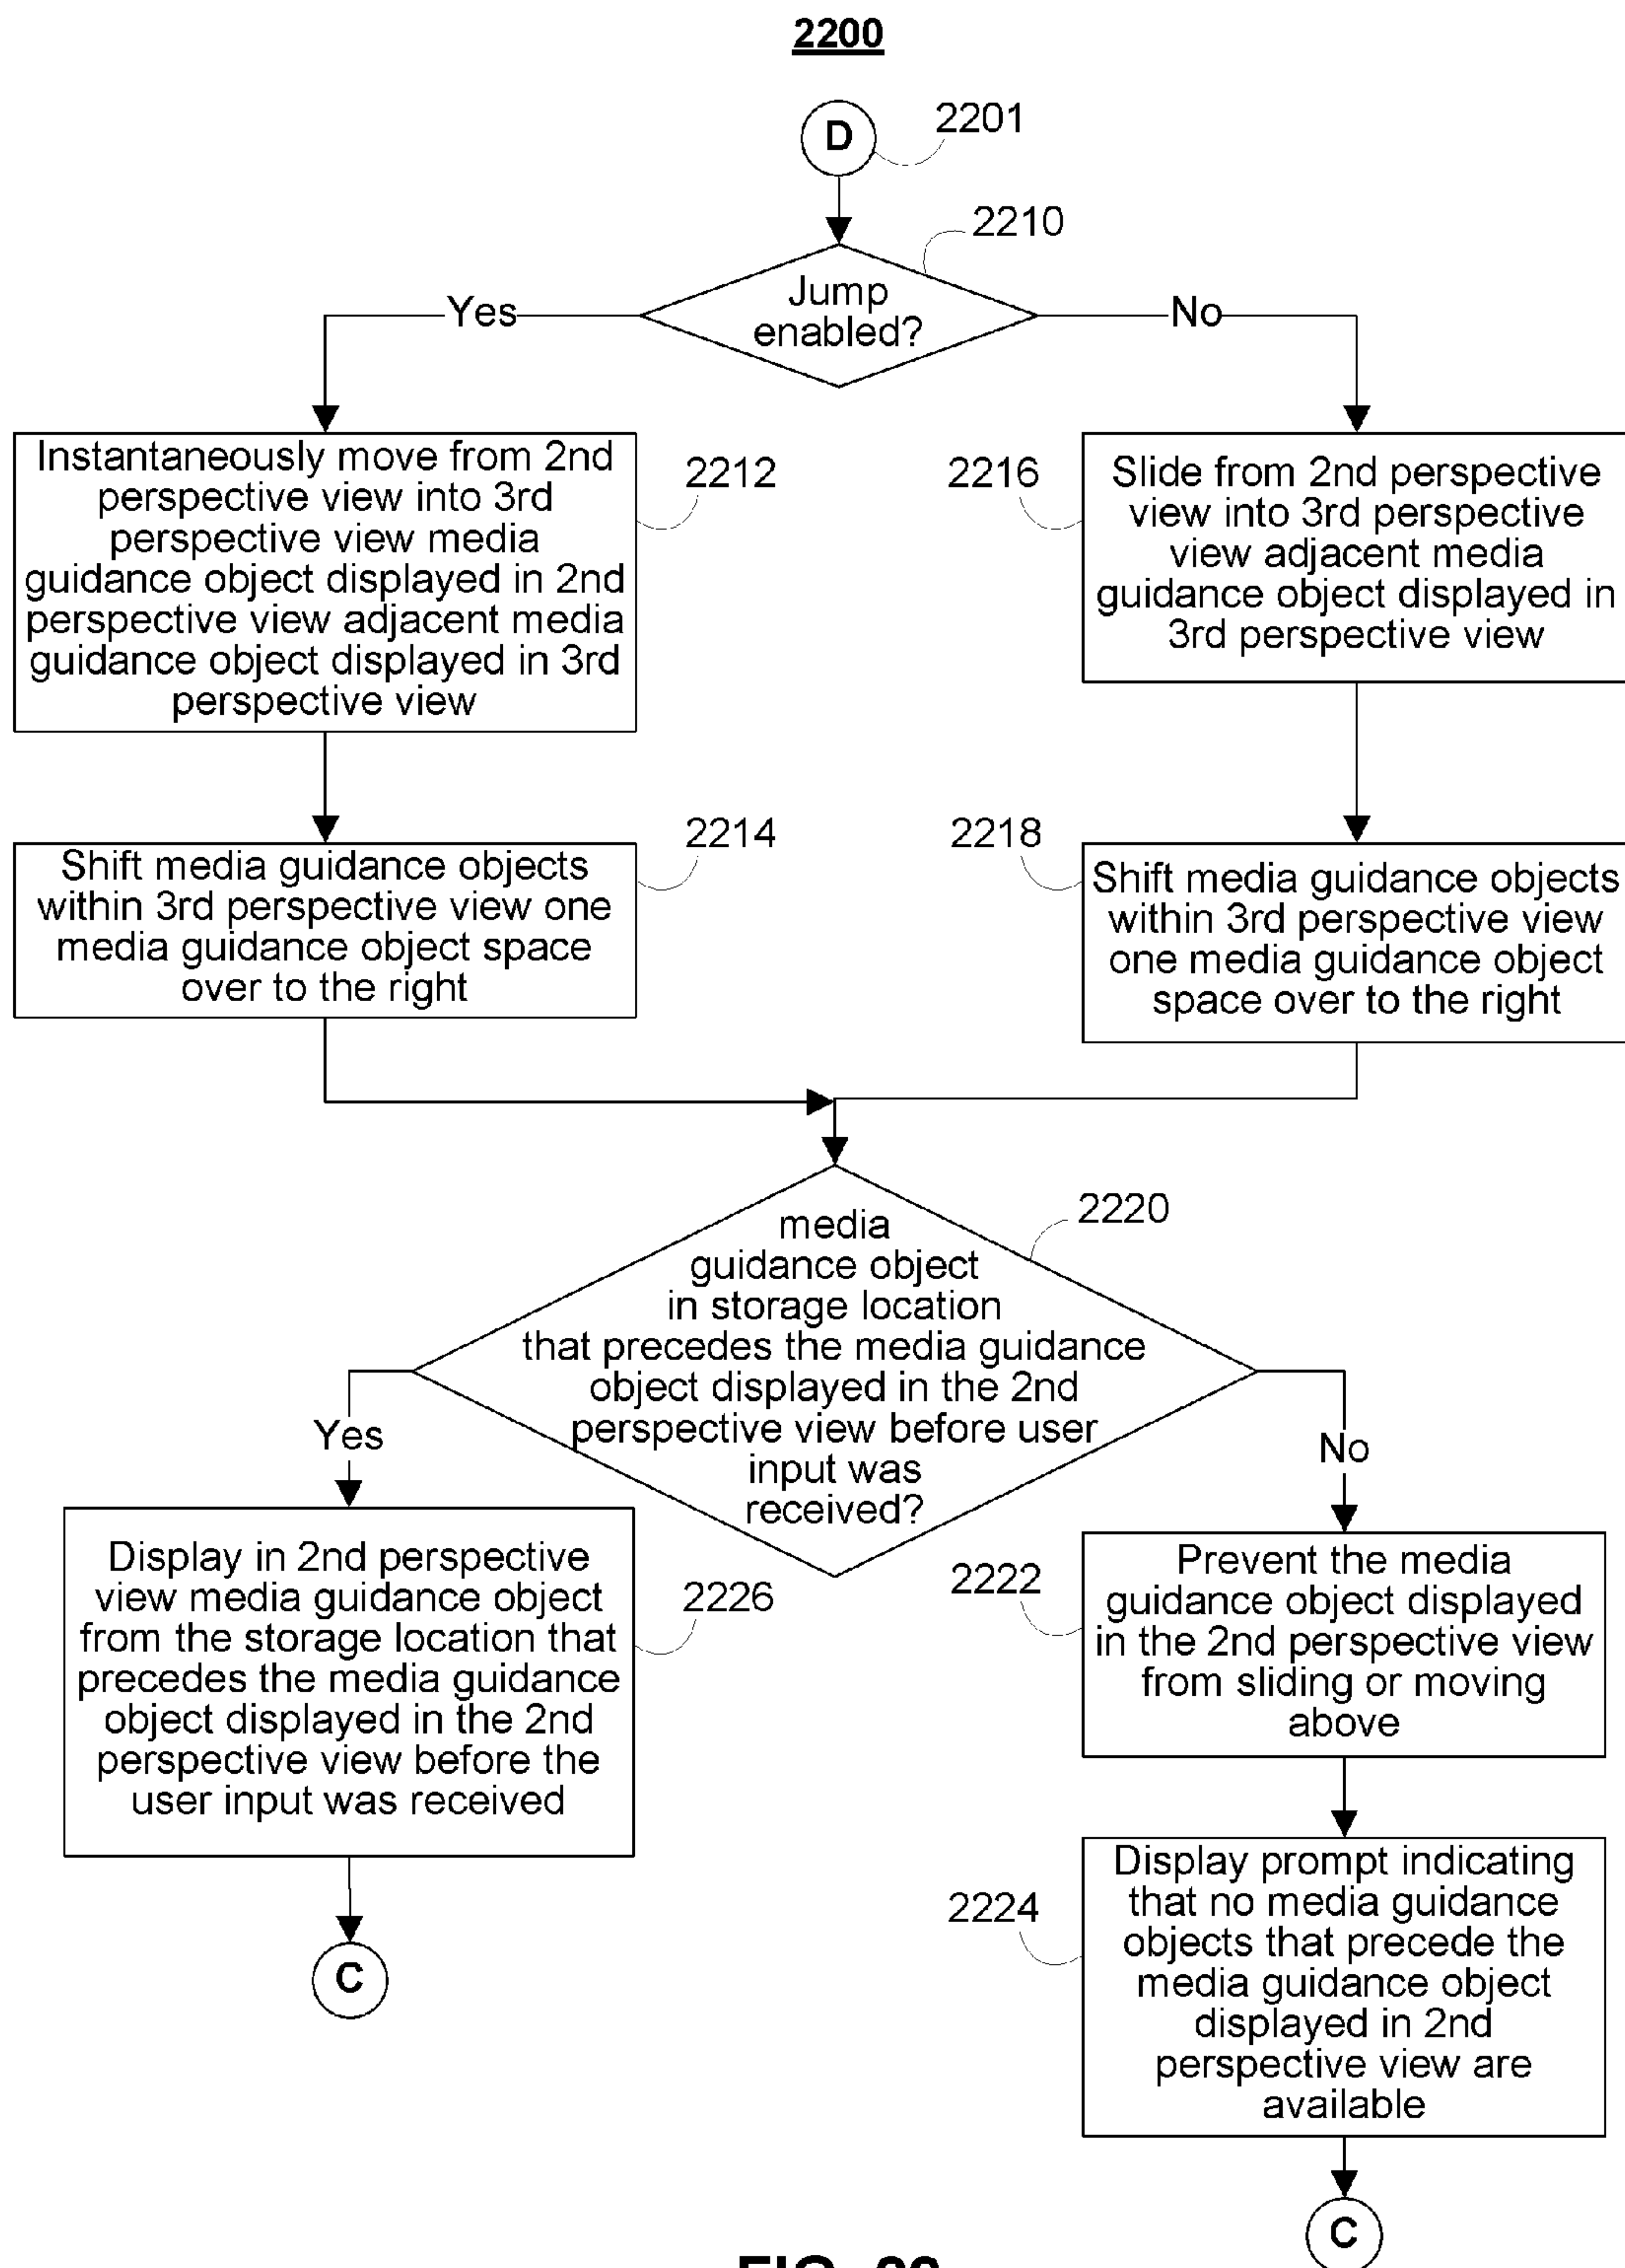 2200
D
2201
2210
Jump
enabled?
Yes
No
Instantaneously move from 2nd
perspective view into 3rd
perspective view media
guidance object displayed in 2nd
perspective view adjacent media
guidance object displayed in 3rd
perspective view
2212
2216
Slide from 2nd perspective
view into 3rd perspective
view adjacent media
guidance object displayed in
3rd perspective view
Shift media guidance objects
within 3rd perspective view one
media guidance object space
over to the right
2214
2218
Shift media guidance objects
within 3rd perspective view
one media guidance object
space over to the right
media
guidance object
in storage location
that precedes the media guidance
object displayed in the 2nd
perspective view before user
input was
received?
2220
Yes
No
Display in 2nd perspective
view media guidance object
from the storage location that
precedes the media guidance
object displayed in the 2nd
perspective view before the
user input was received
2226
2222
Prevent the media
guidance object displayed
in the 2nd perspective view
from sliding or moving
above
2224
Display prompt indicating
that no media guidance
objects that precede the
media guidance object
displayed in 2nd
perspective view are
available
C
C